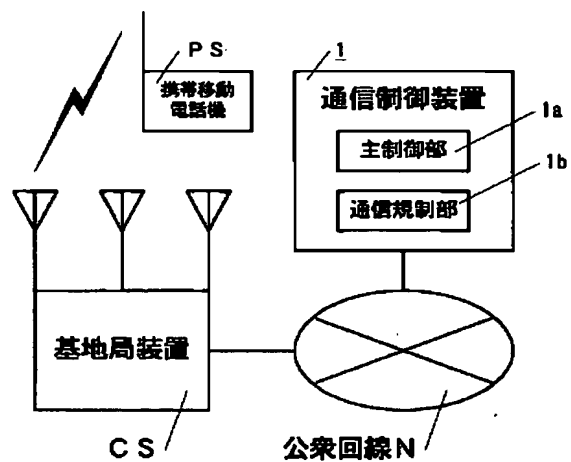 PS
携帯移動
電話機
1
通信制御装置
主制御部
1a
通信規制部
1b
基地局装置
CS
公衆回線N